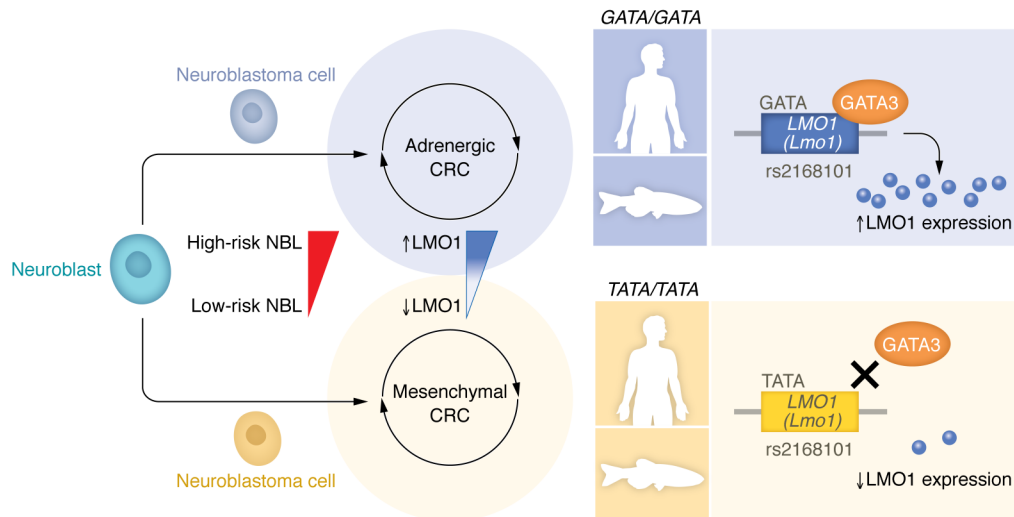 Neuroblastoma cell
Adrenergic
CRC
Neuroblast
High-risk NBL
Low-risk NBL
↑LMO1
↓LMO1
Mesenchymal
CRC
Neuroblastoma cell
GATA/GATA
GATA
GATA3
LMO1
(Lmo1)
rs2168101
↑LMO1 expression
TATA/TATA
GATA3
TATA
LMO1
(Lmo1)
rs2168101
↓LMO1 expression